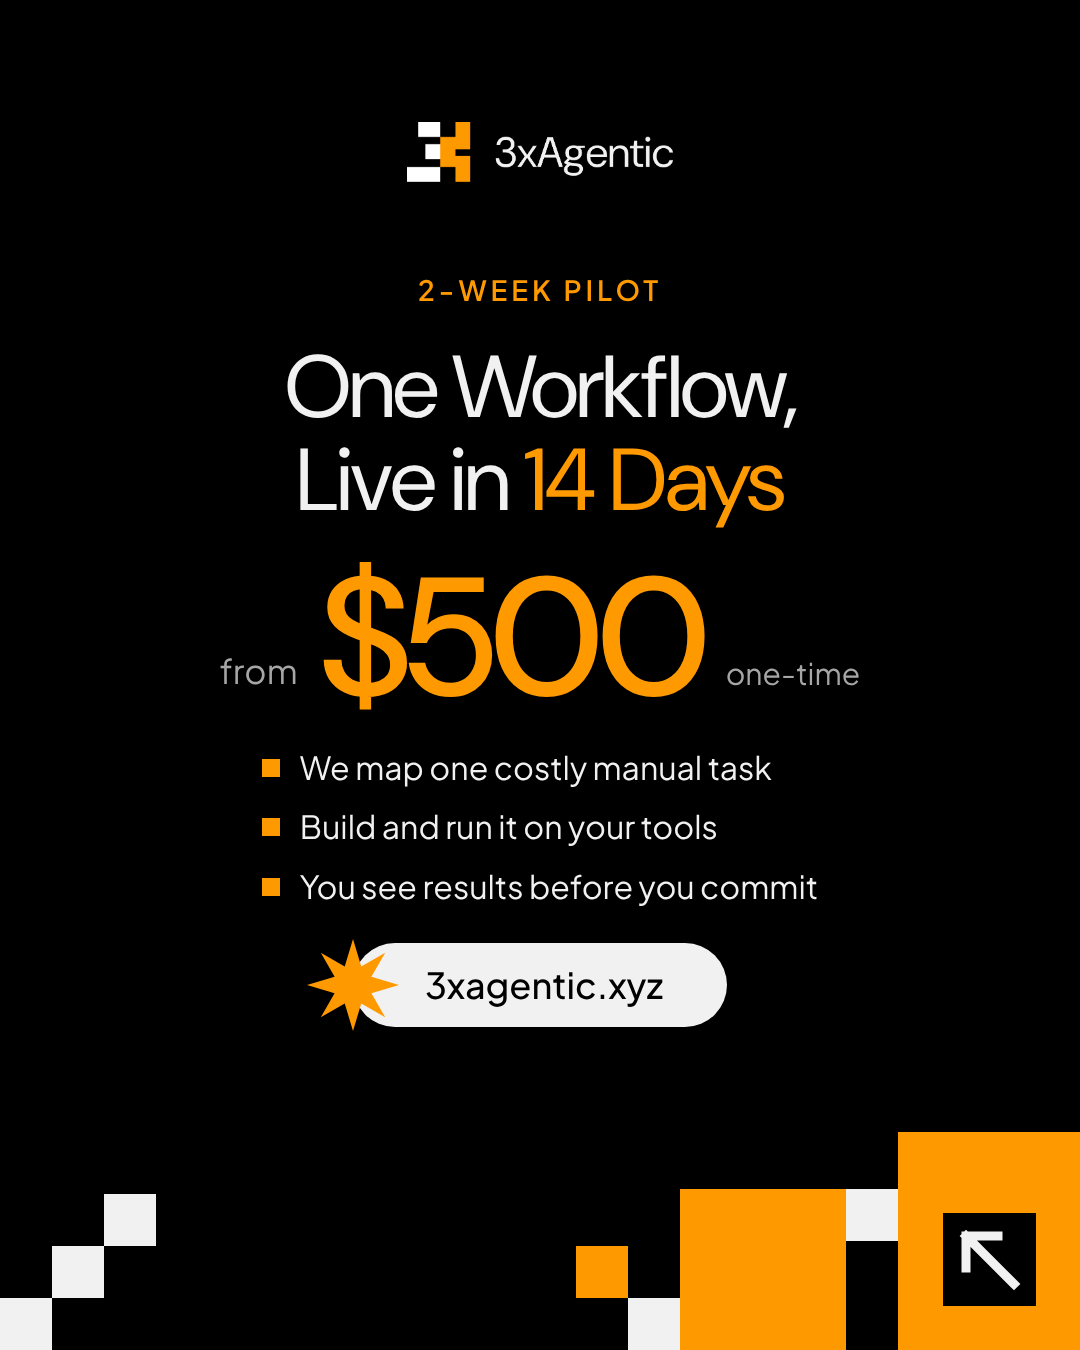 3xAgentic
2-WEEK PILOT
One Workflow,
Live in 14 Days
from $500 one-time
We map one costly manual task
Build and run it on your tools
You see results before you commit
3xagentic.xyz